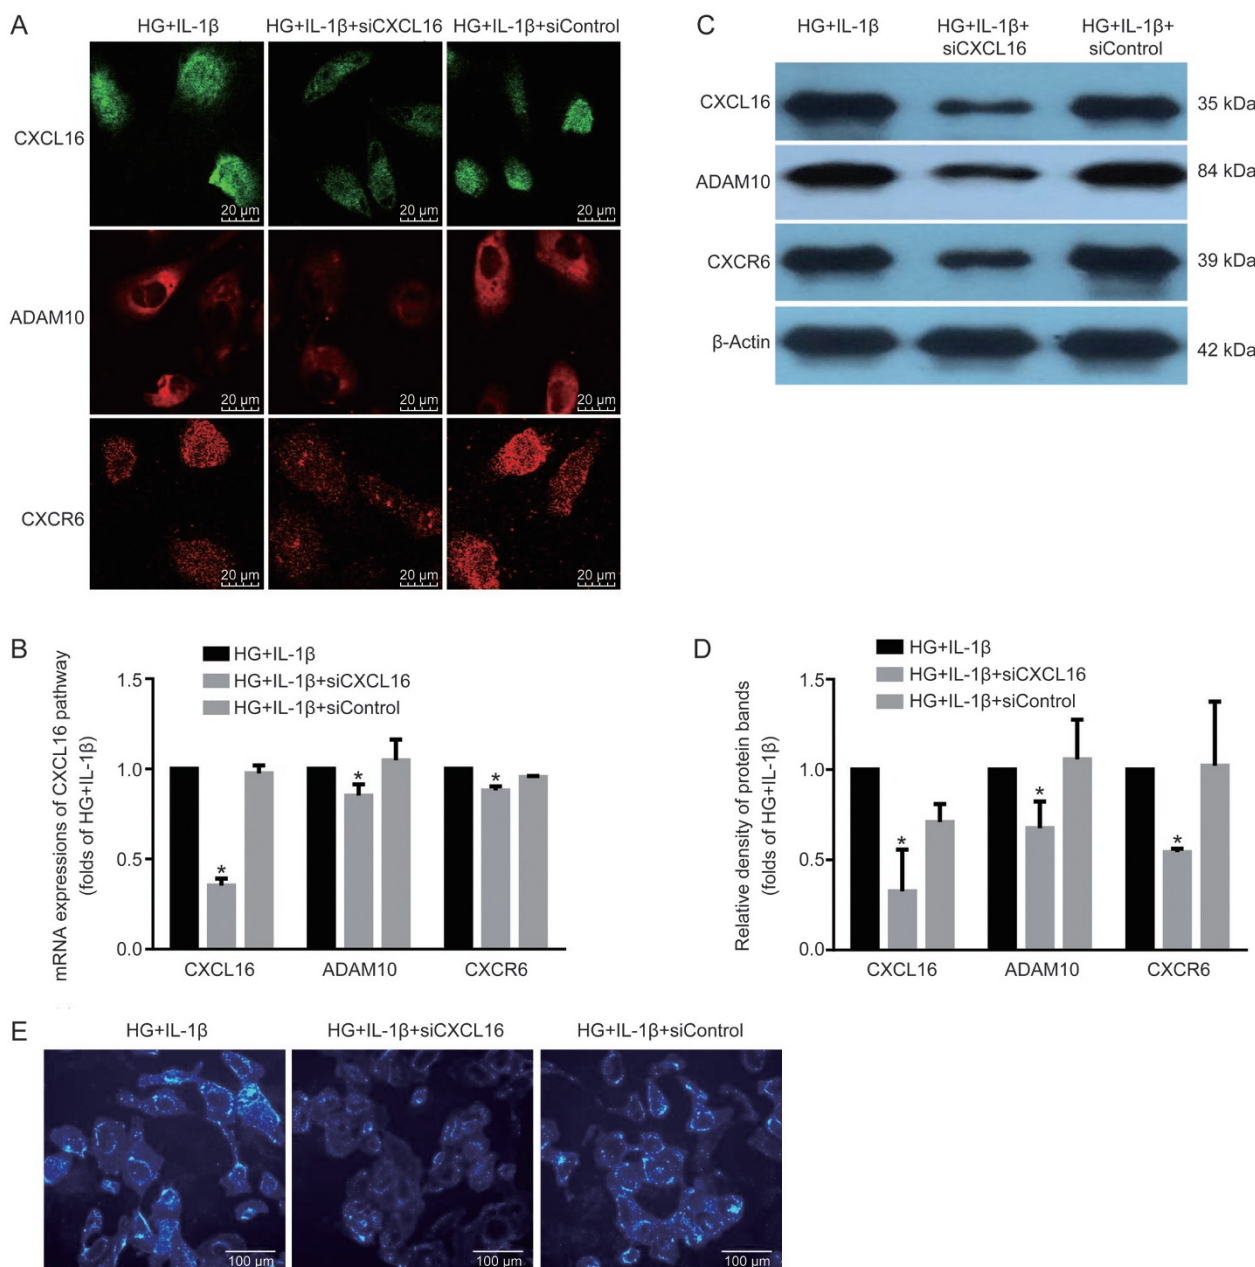 A
HG+IL-1β HG+IL-1β+siCXCL16 HG+IL-1β+siControl
CXCL16
20 μm 20 μm 20 μm
ADAM10
20 μm 20 μm 20 μm
CXCR6
20 μm 20 μm 20 μm
C
HG+IL-1β HG+IL-1β+ HG+IL-1β+
siCXCL16 siControl
CXCL16 35 kDa
ADAM10 84 kDa
CXCR6 39 kDa
β-Actin 42 kDa
B
HG+IL-1β
HG+IL-1β+siCXCL16
HG+IL-1β+siControl
mRNA expressions of CXCL16 pathway
(folds of HG+IL-1β)
1.5
1.0
0.5
0.0
* * *
CXCL16 ADAM10 CXCR6
D
HG+IL-1β
HG+IL-1β+siCXCL16
HG+IL-1β+siControl
Relative density of protein bands
(folds of HG+IL-1β)
1.5
1.0
0.5
0.0
* * *
CXCL16 ADAM10 CXCR6
E
HG+IL-1β HG+IL-1β+siCXCL16 HG+IL-1β+siControl
100 μm 100 μm 100 μm